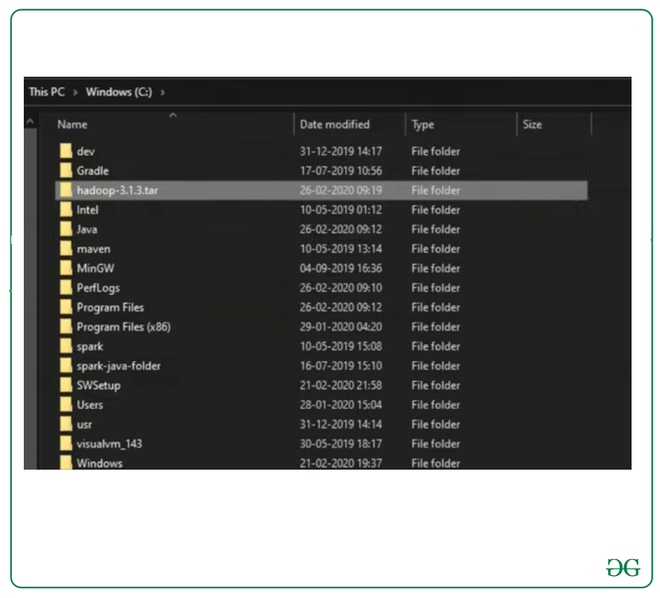 This PC > Windows (C:) >
Name Date modified Type Size
dev 31-12-2019 14:17 File folder
Gradle 17-07-2019 10:56 File folder
hadoop-3.1.3.tar 26-02-2020 09:19 File folder
Intel 10-05-2019 01:12 File folder
Java 26-02-2020 09:12 File folder
maven 10-05-2019 13:14 File folder
MinGW 04-09-2019 16:36 File folder
PerfLogs 26-02-2020 09:10 File folder
Program Files 26-02-2020 09:12 File folder
Program Files (x86) 29-01-2020 04:20 File folder
spark 10-05-2019 15:08 File folder
spark-java-folder 16-07-2019 15:10 File folder
SWSetup 21-02-2020 21:58 File folder
Users 28-01-2020 15:04 File folder
usr 31-12-2019 14:14 File folder
visualvm_143 30-05-2019 18:17 File folder
Windows 21-02-2020 19:37 File folder